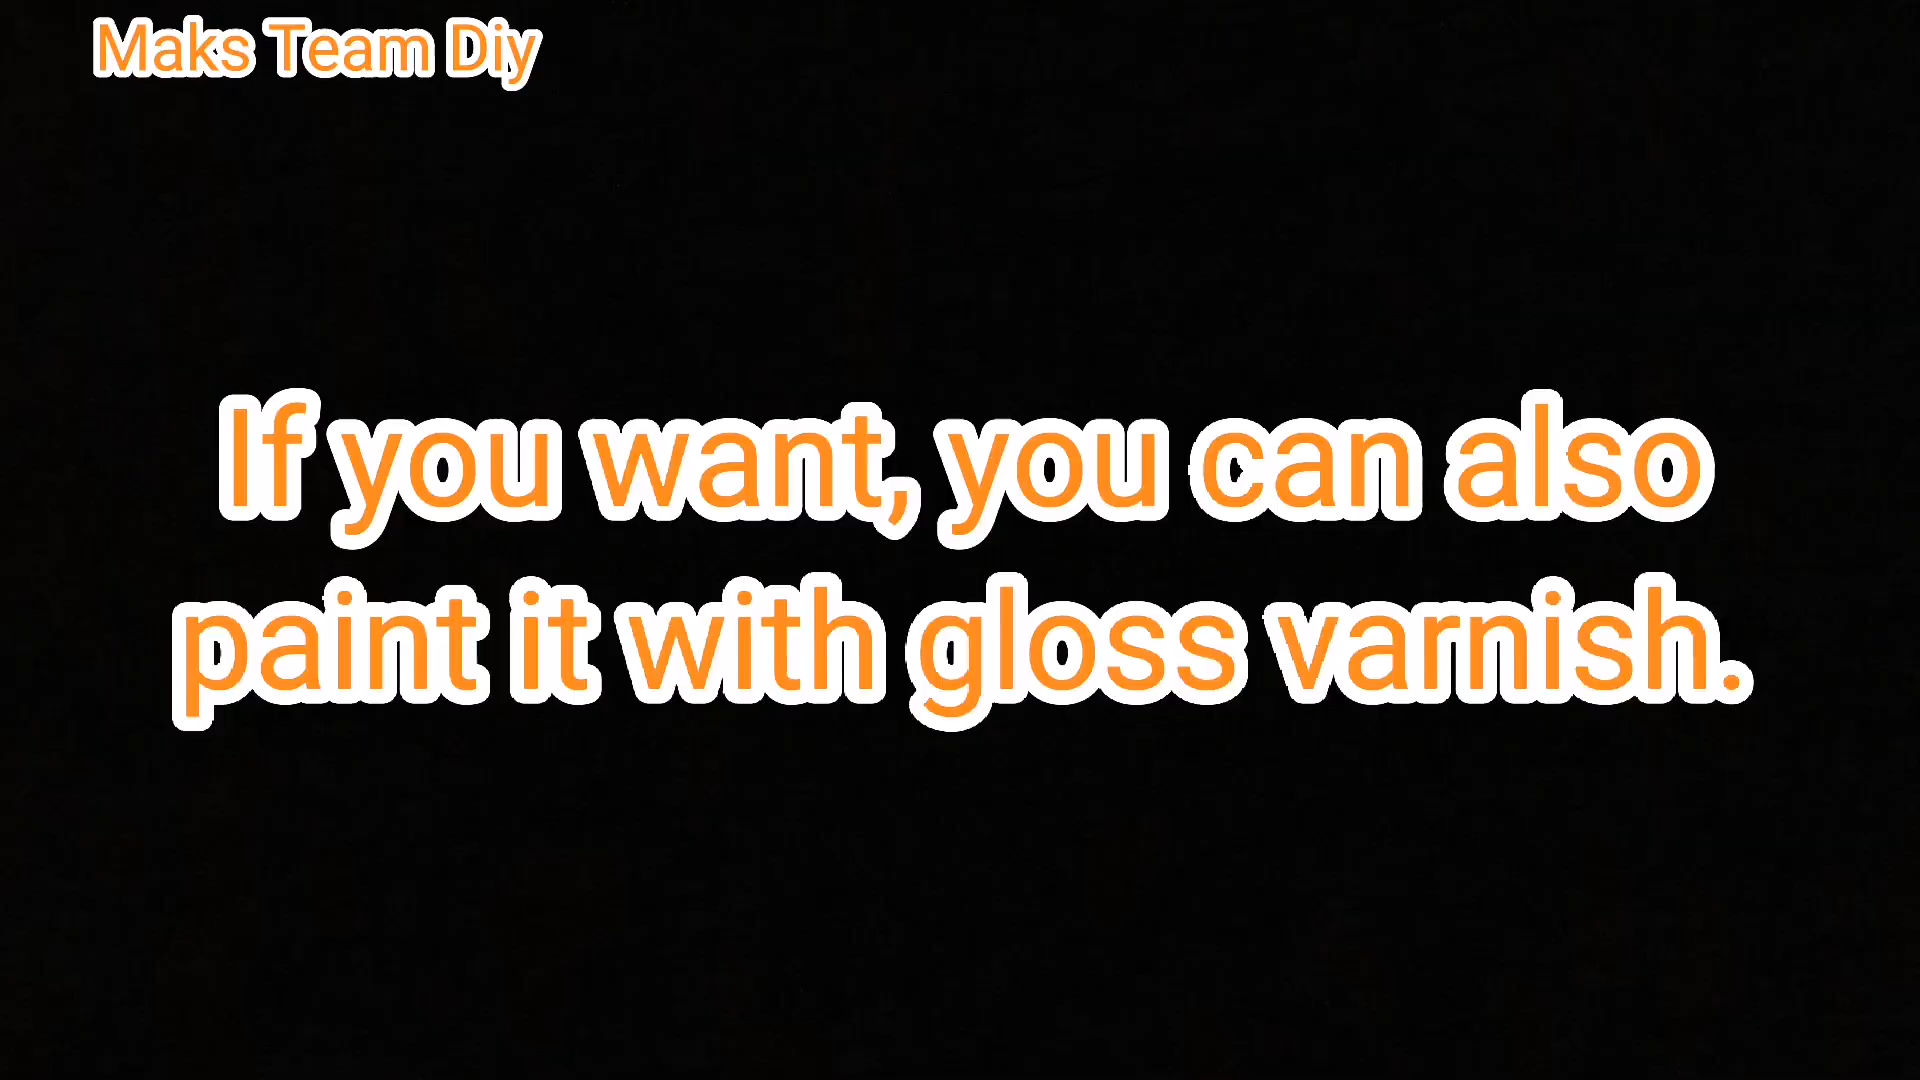 Maks Team Diy
If you want, you can also
paint it with gloss varnish.